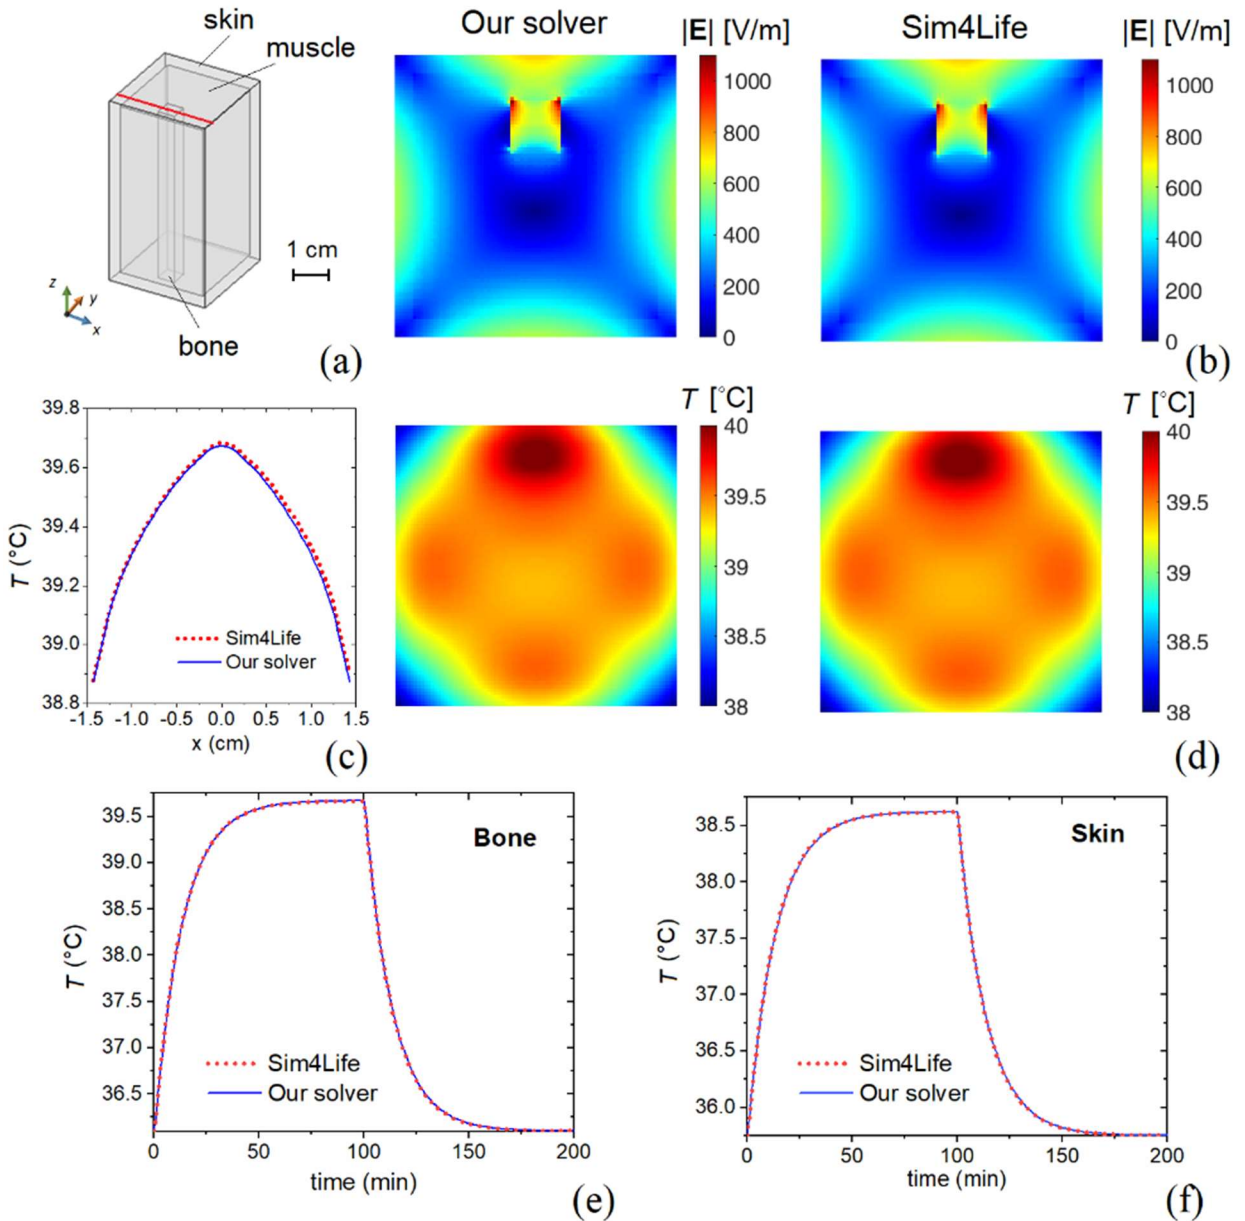 skin
muscle
z
y
x
1 cm
bone
(a)
Our solver
|E| [V/m]
1000
800
600
400
200
0
Sim4Life
|E| [V/m]
1000
800
600
400
200
0
(b)
39.8
39.6
39.4
39.2
39.0
38.8
T (°C)
Sim4Life
Our solver
-1.5 -1.0 -0.5 0.0 0.5 1.0 1.5
x (cm)
(c)
T [°C]
40
39.5
39
38.5
38
T [°C]
40
39.5
39
38.5
38
(d)
39.5
39.0
38.5
38.0
37.5
37.0
36.5
T (°C)
Bone
Sim4Life
Our solver
0 50 100 150 200
time (min)
(e)
38.5
38.0
37.5
37.0
36.5
36.0
T (°C)
Skin
Sim4Life
Our solver
0 50 100 150 200
time (min)
(f)